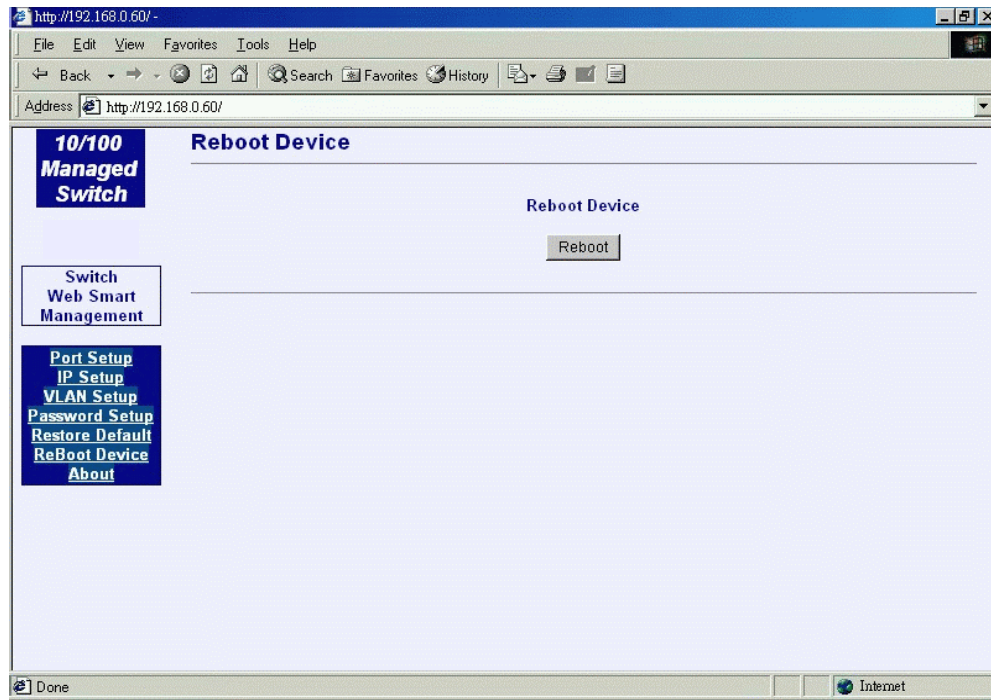 http://192.168.0.60/ -
File Edit View Favorites Tools Help
Back Search Favorites History
Address http://192.168.0.60/
10/100
Managed
Switch
Switch
Web Smart
Management
Port Setup
IP Setup
VLAN Setup
Password Setup
Restore Default
ReBoot Device
About
Reboot Device
Reboot Device
Reboot
Done
Internet